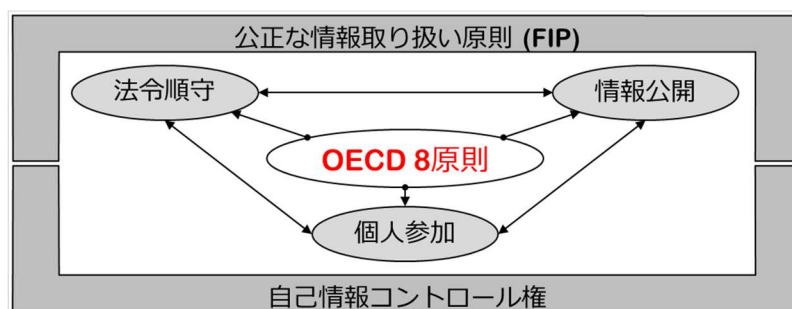 公正な情報取り扱い原則 (FIP)
法令順守
情報公開
OECD 8原則
個人参加
自己情報コントロール権